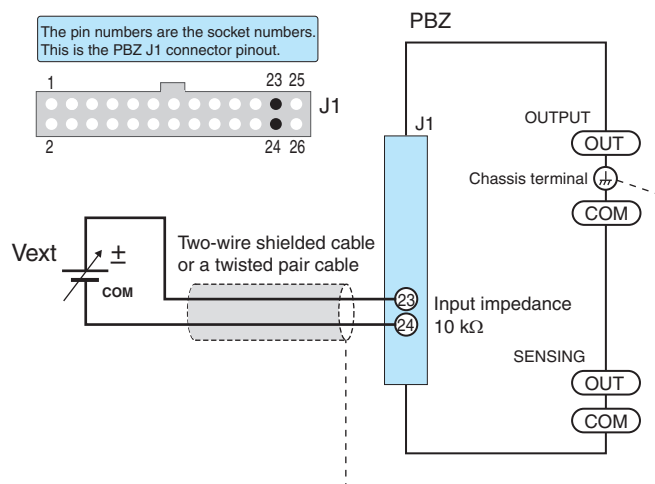 PBZ
The pin numbers are the socket numbers.
This is the PBZ J1 connector pinout.
1
23 25
J1
2
24 26
J1
OUTPUT
OUT
Chassis terminal
COM
Vext
±
COM
Two-wire shielded cable
or a twisted pair cable
23
24
Input impedance
10 kΩ
SENSING
OUT
COM